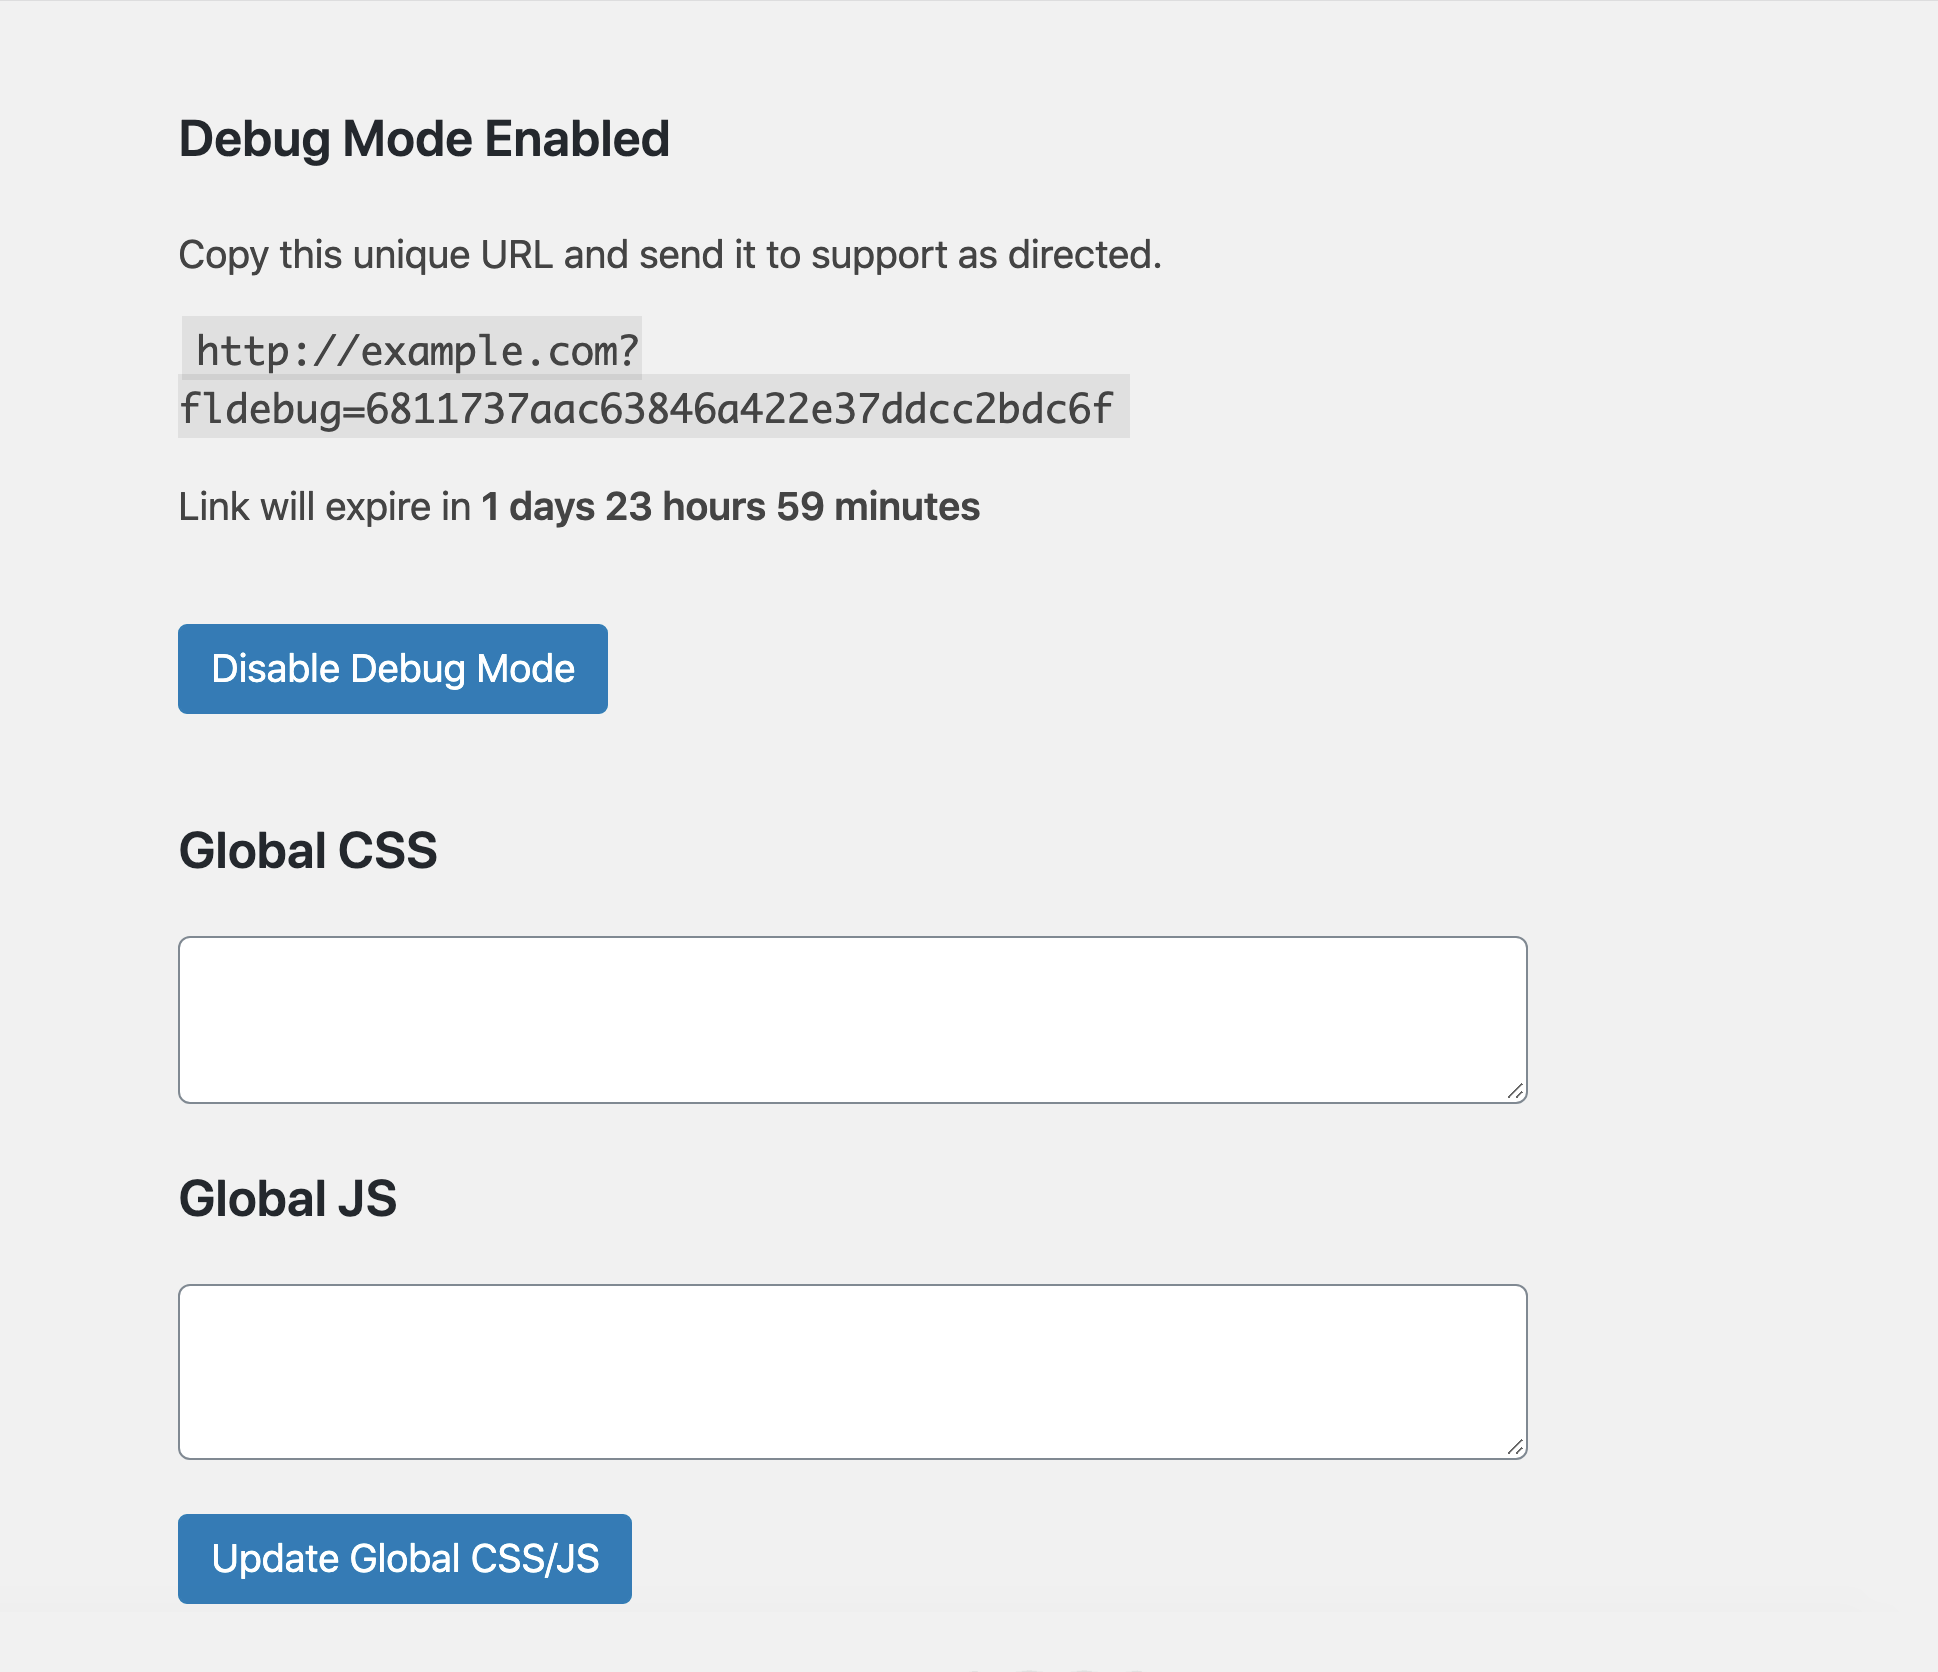 Debug Mode Enabled
Copy this unique URL and send it to support as directed.
http://example.com?
fldebug=6811737aac63846a422e37ddcc2bdc6f
Link will expire in 1 days 23 hours 59 minutes
Disable Debug Mode
Global CSS
Global JS
Update Global CSS/JS